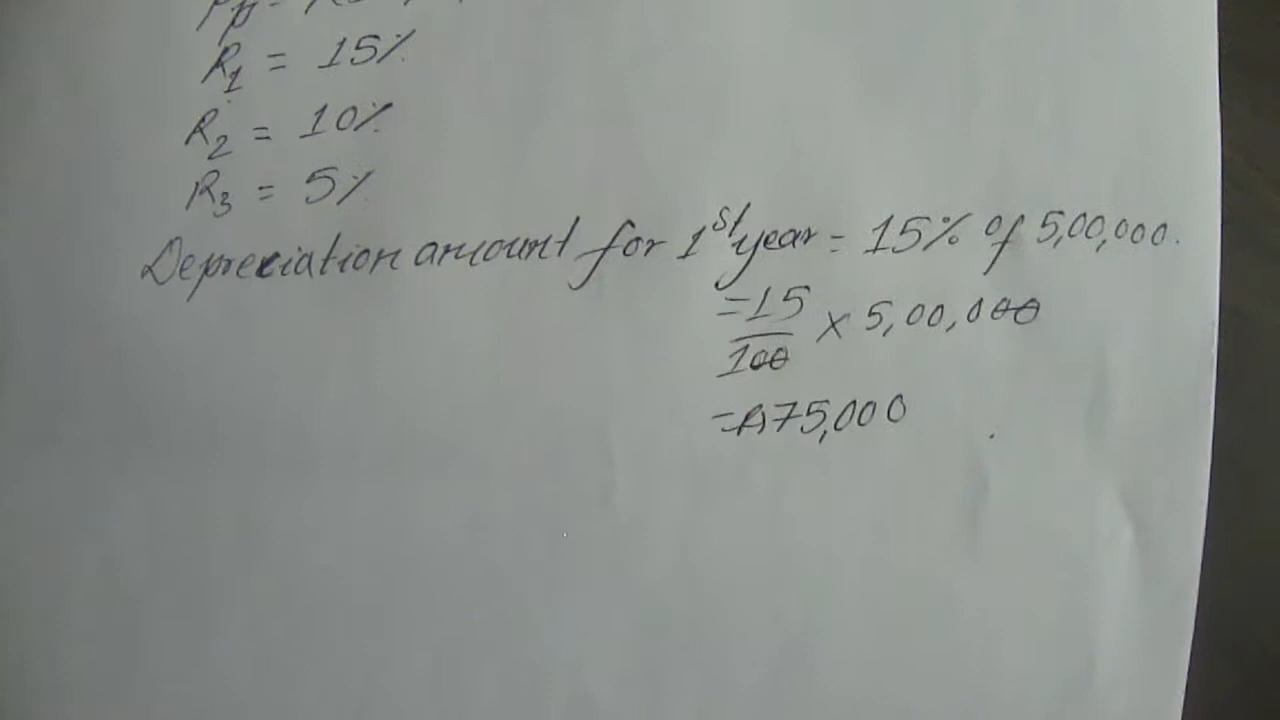 R1 = 15%
R2 = 10%
R3 = 5%
Depreciation amount for 1st year = 15% of 5,00,000.
= 15/100 × 5,00,000
= ₨75,000